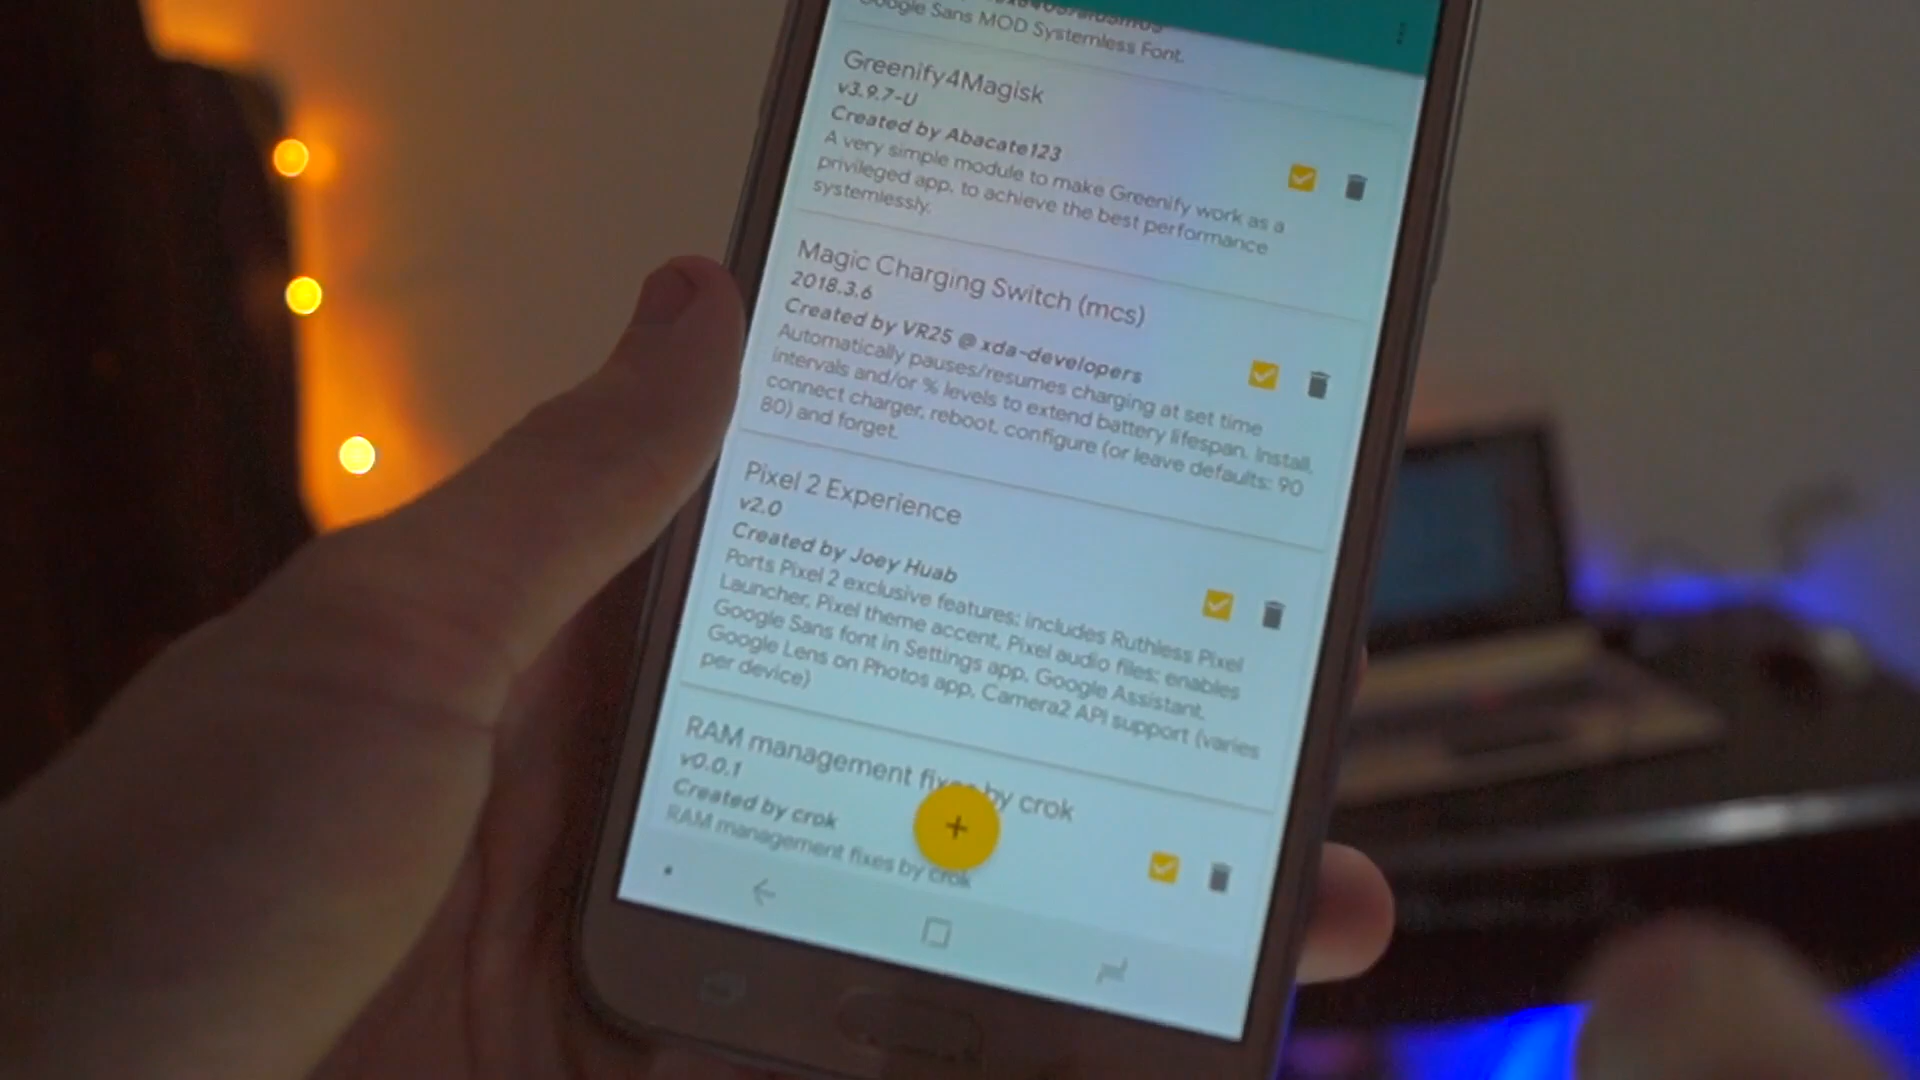 Google Sans MOD Systemless Font.
Greenify4Magisk
v3.9.7-U
Created by Abacate123
A very simple module to make Greenify work as a
privileged app, to achieve the best performance
systemlessly.
Magic Charging Switch (mcs)
2018.3.6
Created by VR25 @ xda-developers
Automatically pauses/resumes charging at set time
intervals and/or % levels to extend battery lifespan. Install,
connect charger, reboot, configure (or leave defaults: 90
80) and forget.
Pixel 2 Experience
v2.0
Created by Joey Huab
Ports Pixel 2 exclusive features; includes Ruthless Pixel
Launcher, Pixel theme accent, Pixel audio files; enables
Google Sans font in Settings app, Google Assistant,
Google Lens on Photos app, Camera2 API support (varies
per device)
RAM management fixes by crok
v0.0.1
Created by crok
RAM management fixes by crok